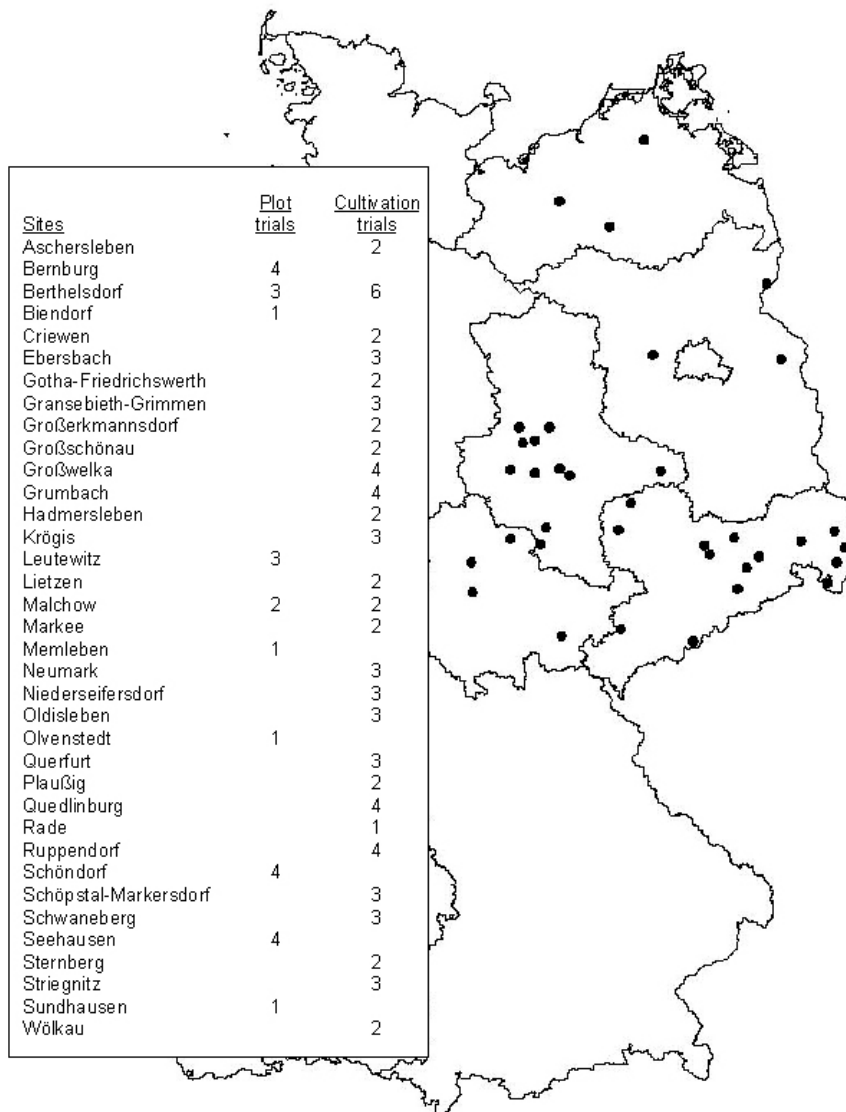 Plot Cultivation
Sites trials trials
Aschersleben 2
Bernburg 4
Berthelsdorf 3 6
Biendorf 1
Criewen 2
Ebersbach 3
Gotha-Friedrichswerth 2
Gransebieth-Grimmen 3
Großerkmannsdorf 2
Großschönau 2
Großwelka 4
Grumbach 4
Hadmersleben 2
Krögis 3
Leutewitz 3
Lietzen 2
Malchow 2 2
Markee 2
Memleben 1
Neumark 3
Niederseifersdorf 3
Oldisleben 3
Olvenstedt 1
Querfurt 3
Plaußig 2
Quedlinburg 4
Rade 1
Ruppendorf 4
Schöndorf 4
Schöpstal-Markersdorf 3
Schwaneberg 3
Seehausen 4
Sternberg 2
Striegnitz 3
Sundhausen 1
Wölkau 2